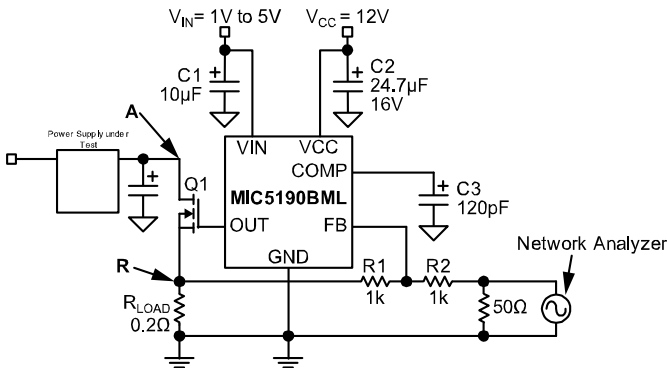 V_IN = 1V to 5V
V_CC = 12V
C1
10µF
C2
24.7µF
16V
A
Power Supply under
Test
VIN
VCC
COMP
Q1
MIC5190BML
C3
120pF
OUT
FB
GND
Network Analyzer
R
R1
1k
R2
1k
R_LOAD
0.2Ω
50Ω